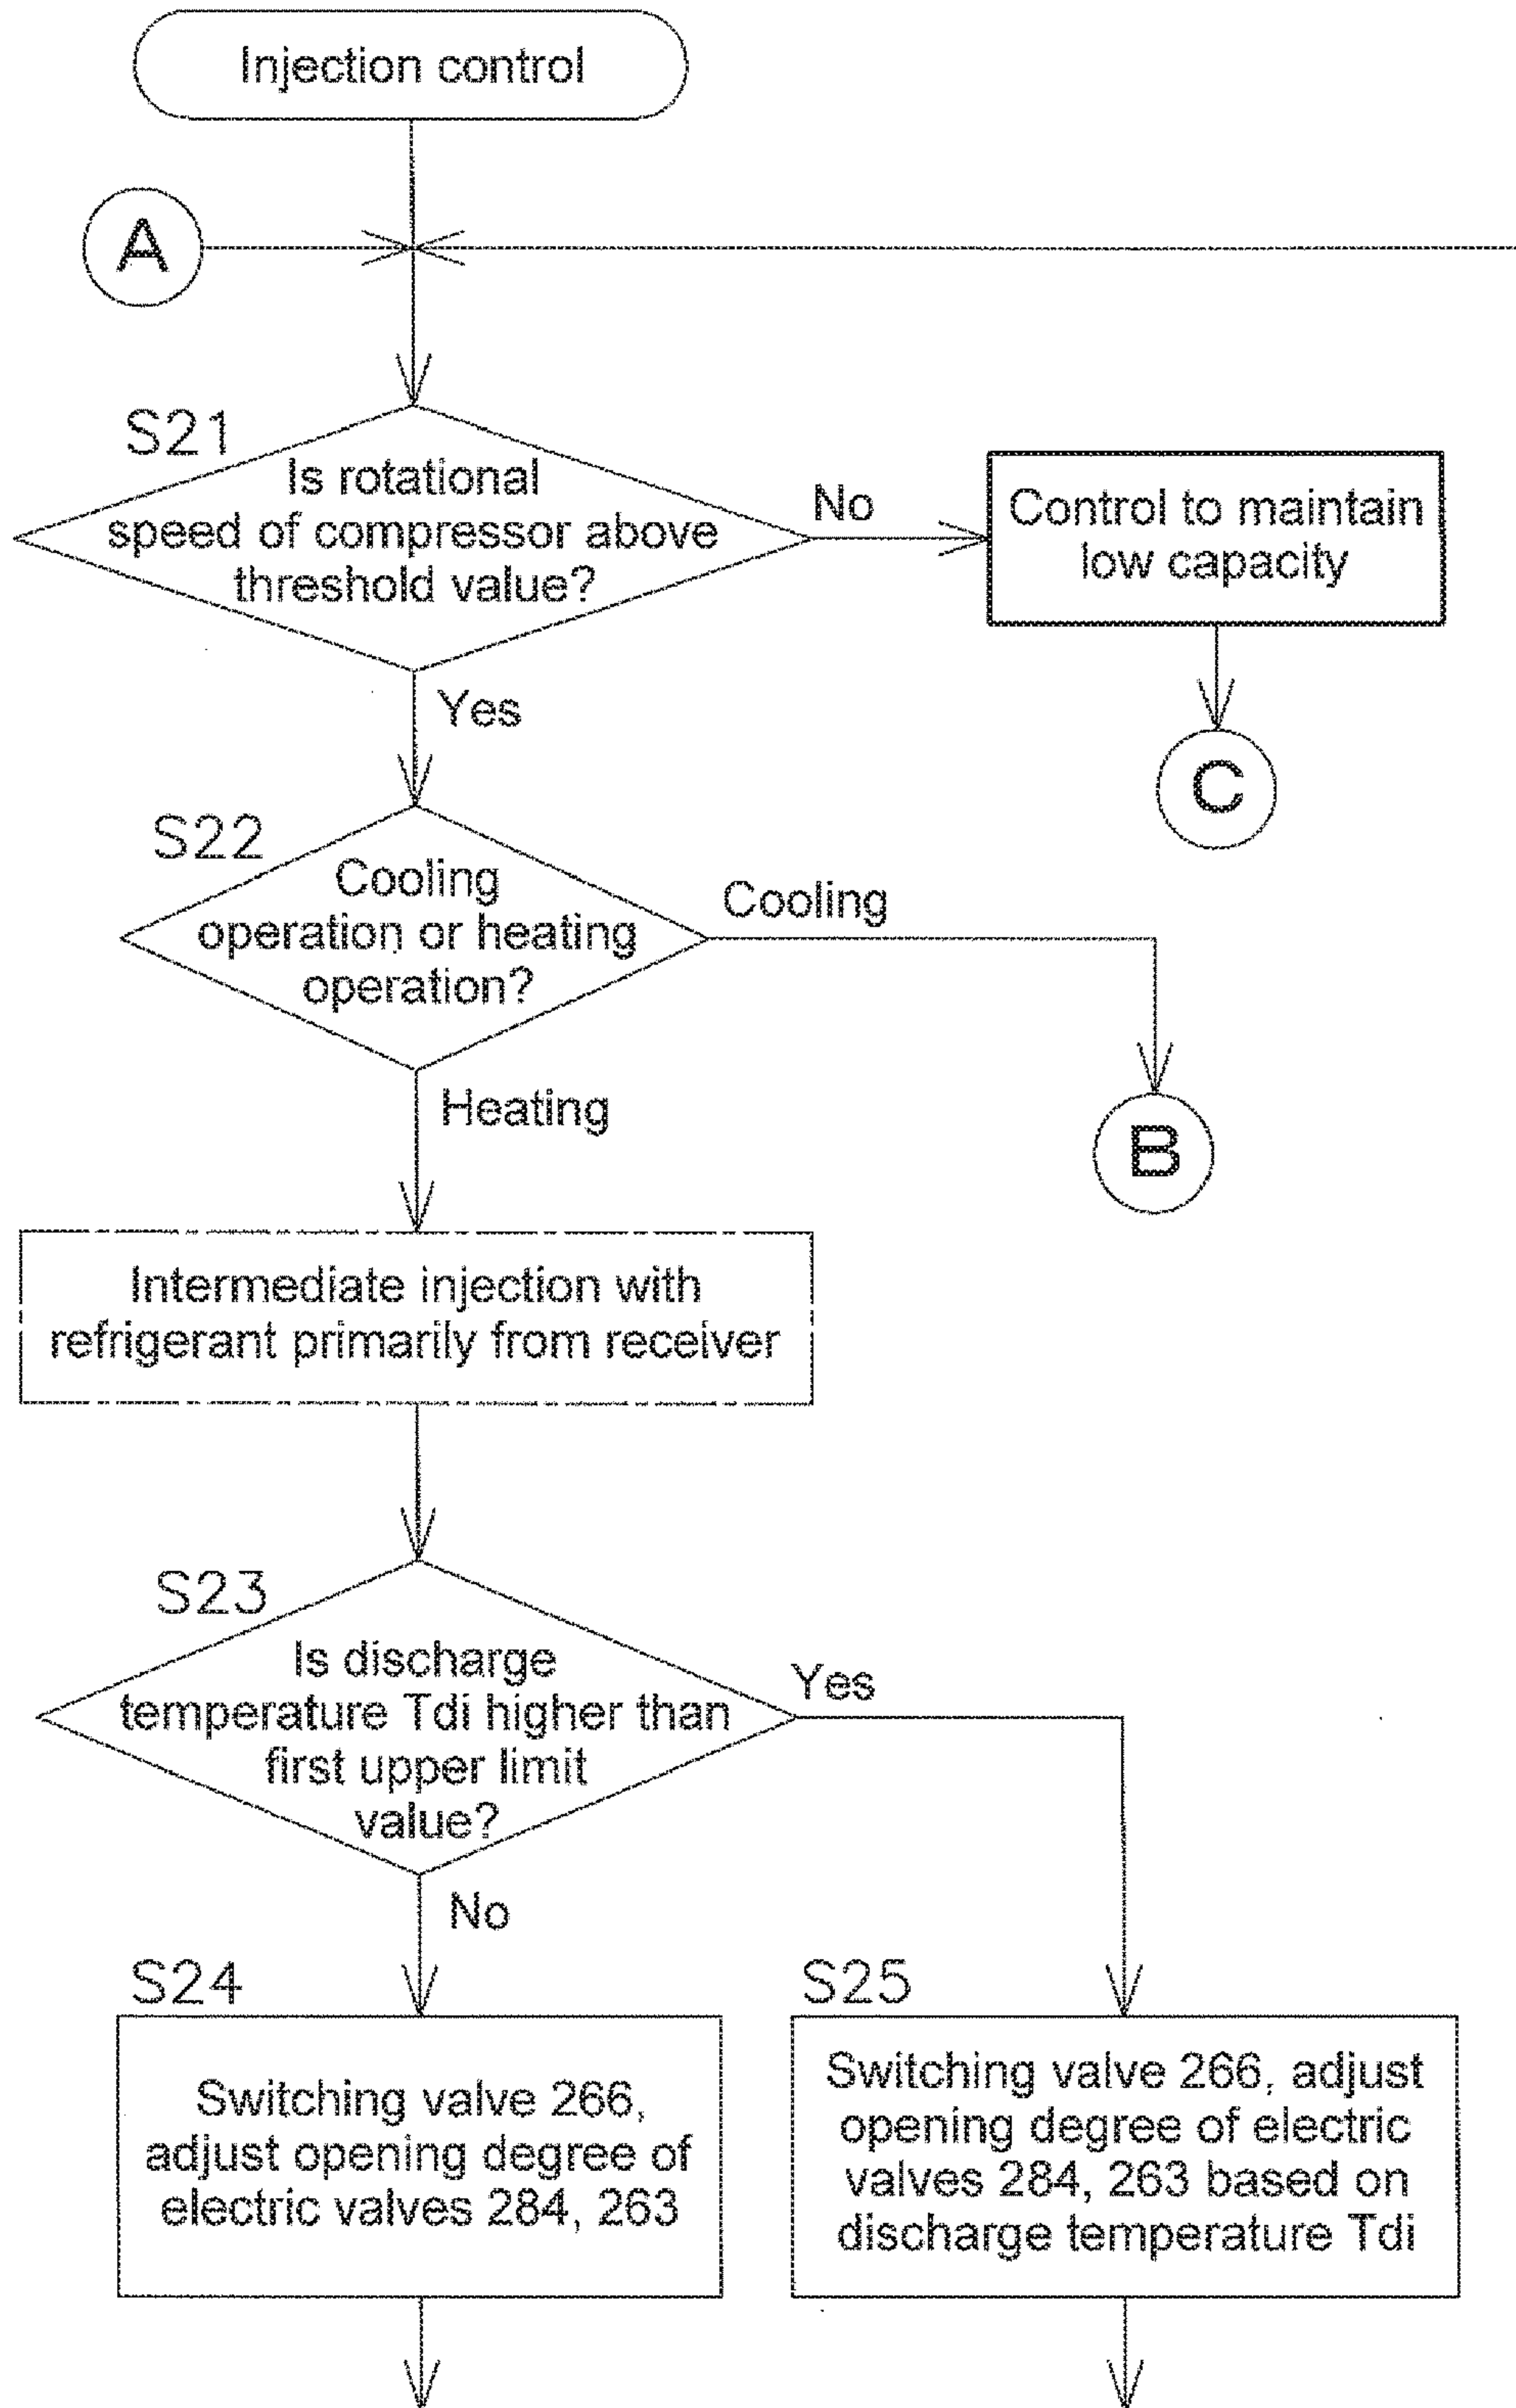 Injection control
A
S21
Is rotational
speed of compressor above
threshold value?
No
Control to maintain
low capacity
Yes
C
S22
Cooling
operation or heating
operation?
Cooling
Heating
B
Intermediate injection with
refrigerant primarily from receiver
S23
Is discharge
temperature Tdi higher than
first upper limit
value?
Yes
No
S24
Switching valve 266,
adjust opening degree of
electric valves 284, 263
S25
Switching valve 266, adjust
opening degree of electric
valves 284, 263 based on
discharge temperature Tdi